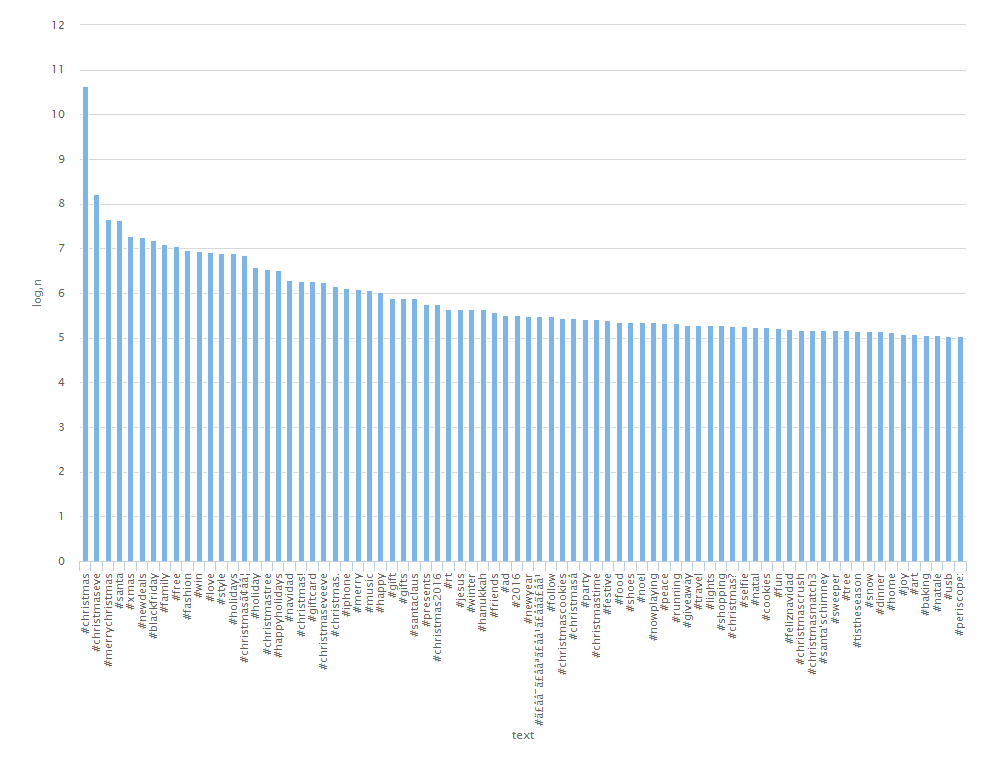 12
11
10
9
8
7
6
5
4
3
2
1
0
log,n
#christmas
#christmaseve
#merrychristmas
#santa
#xmas
#newdeals
#blackfriday
#family
#free
#fashion
#win
#love
#style
#holidays
#holiday
#christmastree
#happyholidays
#navidad
#christmas!
#giftcard
#christmaseveeve
#christmas.
#iphone
#merry
#music
#happy
#gift
#gifts
#santaclaus
#presents
#christmas2016
#rt
#jesus
#winter
#hanukkah
#friends
#ad
#2016
#newyear
#follow
#christmascookies
#christmasâ
#party
#christmastime
#festive
#food
#shoes
#noel
#nowplaying
#peace
#running
#giveaway
#travel
#lights
#shopping
#christmas?
#selfie
#natal
#cookies
#fun
#feliznavidad
#christmascrush
#christmasmatch3
#santa'schimney
#sweeper
#tree
#tistheseason
#snow
#dinner
#home
#joy
#art
#baking
#natale
#usb
#periscope:
text